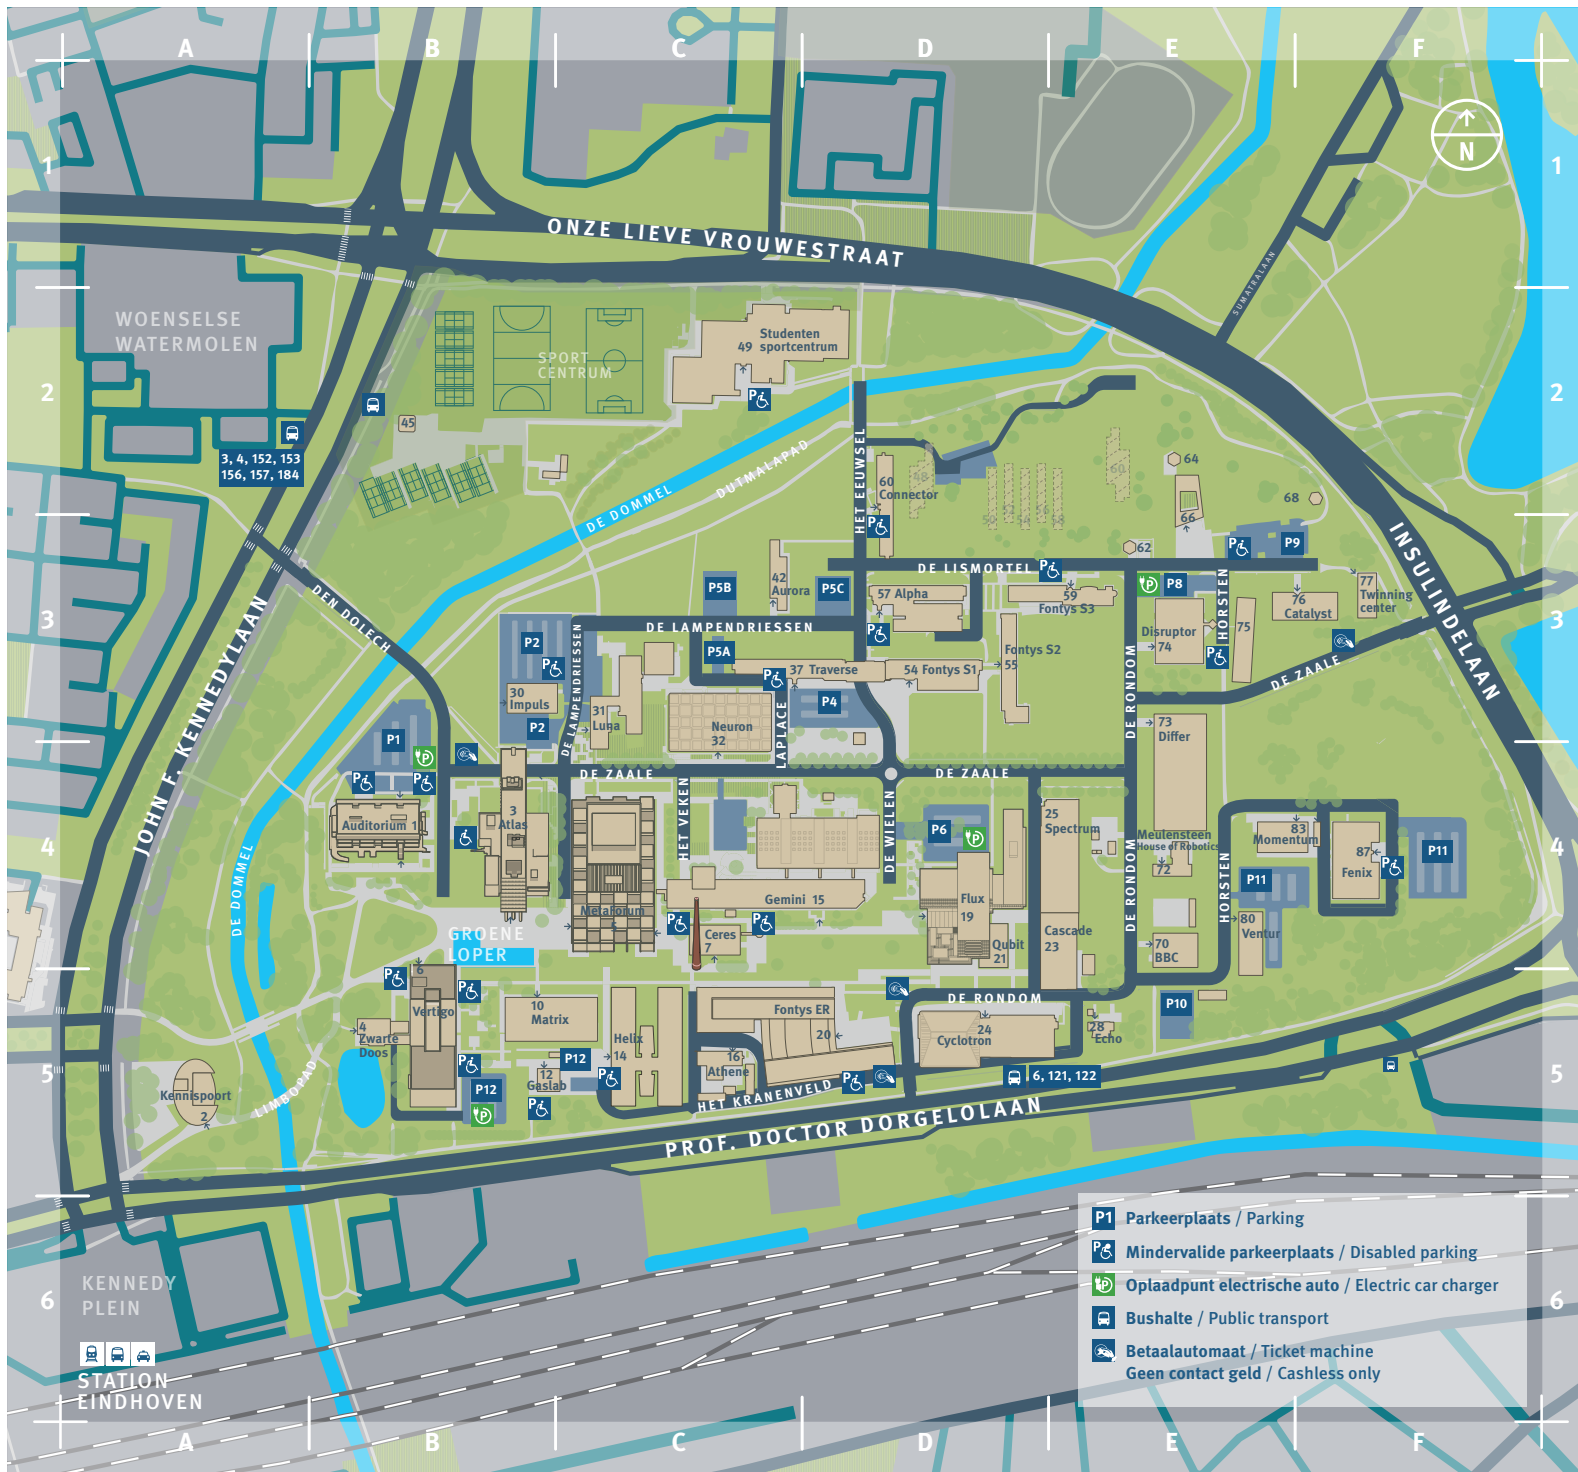 A B C D E F
1
1
N
ONZE LIEVE VROUWESTRAAT
SUMATRALAAN
WOENSELSE
WATERMOLEN
2
2
SPORT
CENTRUM
Studenten
49 sportcentrum
45
3, 4, 152, 153
156, 157, 184
DE DOMMEL
DUTMALAPAD
HET EEUWSEL
60
Connector
48
50
52
54
56
58
60
64
66
68
62
P9
INSULINDELAAN
DE LISMORTEL
P5B
42
Aurora
P5C
57 Alpha
59
Fontys S3
P8
HORSTEN
76
Catalyst
77
Twinning
center
3
3
DEN DOLECH
JOHN F. KENNEDYLAAN
P2
DE LAMPENDRIESSEN
DE LAMPENDRIESSEN
P5A
37 Traverse
54 Fontys S1
Fontys S2
55
Disruptor
74
75
DE ZAALE
DE RONDOM
30
Impuls
P2
31
Luna
Neuron
32
LAPLACE
P4
73
Differ
P1
DE ZAALE
DE ZAALE
3
Atlas
Auditorium 1
HET VEKEN
DE WIELEN
P6
25
Spectrum
Meulensteen
House of Robotics
72
83
Momentum
87
Fenix
P11
P11
4
4
DE DOMMEL
MetaForum
5
Gemini 15
Flux
19
DE RONDOM
HORSTEN
80
Ventur
GROENE
LOPER
Ceres
7
Qubit
21
Cascade
23
70
BBC
6
Vertigo
4
Zwarte
Doos
10
Matrix
Helix
14
Fontys ER
20
DE RONDOM
24
Cyclotron
28
Echo
P10
5
5
Kennispoort
2
LIMBOPAD
P12
12
Gaslab
P12
16
Athene
HET KRANENVELD
6, 121, 122
PROF. DOCTOR DORGELOLAAN
P1 Parkeerplaats / Parking
P Mindervalide parkeerplaats / Disabled parking
P Oplaadpunt electrische auto / Electric car charger
Bushalte / Public transport
Betaalautomaat / Ticket machine
Geen contact geld / Cashless only
KENNEDY
PLEIN
6
6
STATION
EINDHOVEN
A B C D E F